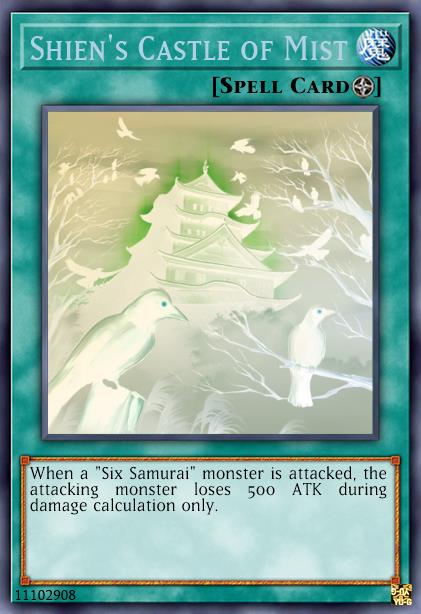 Shien's Castle of Mist 魔
[Spell Card]
When a "Six Samurai" monster is attacked, the
attacking monster loses 500 ATK during
damage calculation only.
11102908